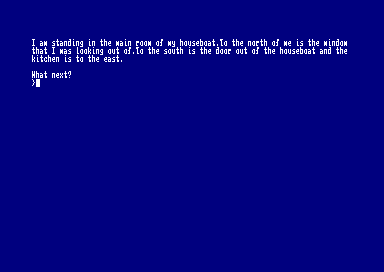 I am standing in the main room of my houseboat.To the north of me is the window
that I was looking out of.To the south is the door out of the houseboat and the
kitchen is to the east.
What next?
>